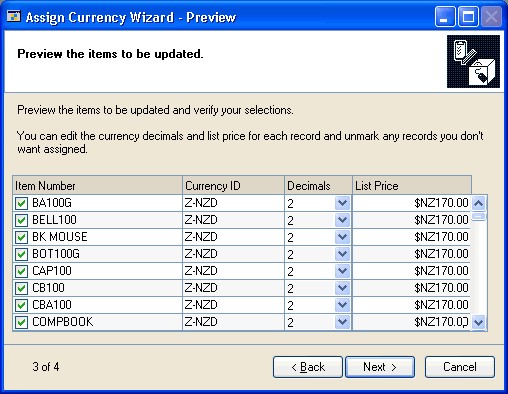 Assign Currency Wizard - Preview
Preview the items to be updated.
Preview the items to be updated and verify your selections.
You can edit the currency decimals and list price for each record and unmark any records you don't
want assigned.
Item Number Currency ID Decimals List Price
BA100G Z-NZD 2 $NZ170.00
BELL100 Z-NZD 2 $NZ170.00
BK MOUSE Z-NZD 2 $NZ170.00
BOT100G Z-NZD 2 $NZ170.00
CAP100 Z-NZD 2 $NZ170.00
CB100 Z-NZD 2 $NZ170.00
CBA100 Z-NZD 2 $NZ170.00
COMPBOOK Z-NZD 2 $NZ170.00
3 of 4 < Back Next > Cancel